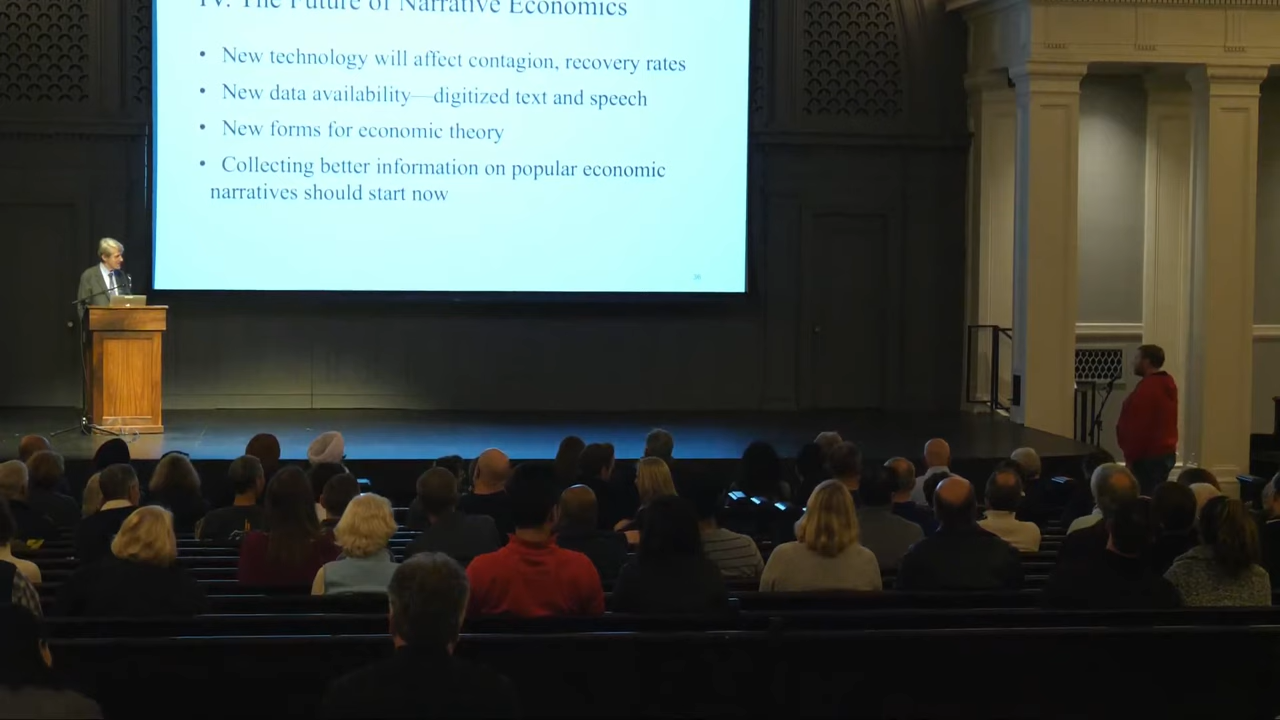 IV. The Future of Narrative Economics
• New technology will affect contagion, recovery rates
• New data availability—digitized text and speech
• New forms for economic theory
• Collecting better information on popular economic
narratives should start now